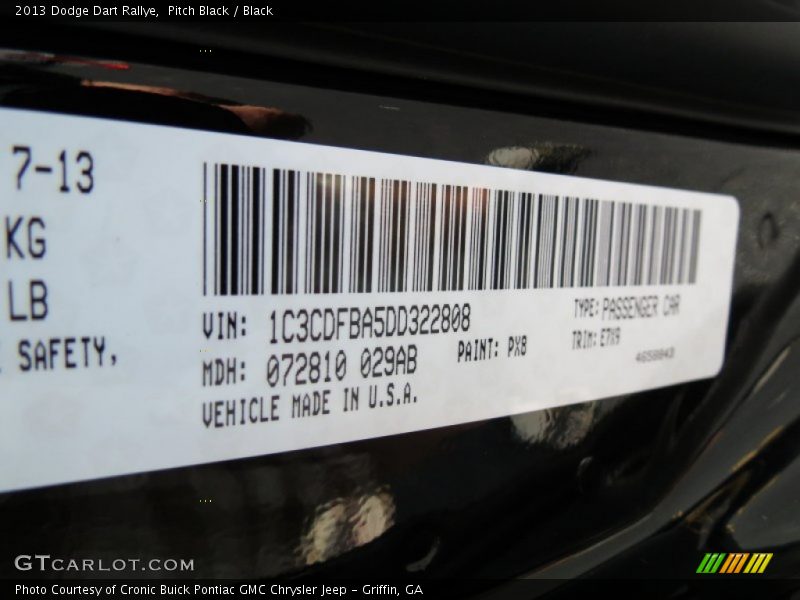 2013 Dodge Dart Rallye, Pitch Black / Black
7-13
KG
LB
SAFETY,
VIN: 1C3CDFBA5DD322808
MDH: 072810 029AB
PAINT: PX8
VEHICLE MADE IN U.S.A.
TYPE: PASSENGER CAR
TRIM: E7X9
GTCARLOT.COM
Photo Courtesy of Cronic Buick Pontiac GMC Chrysler Jeep - Griffin, GA